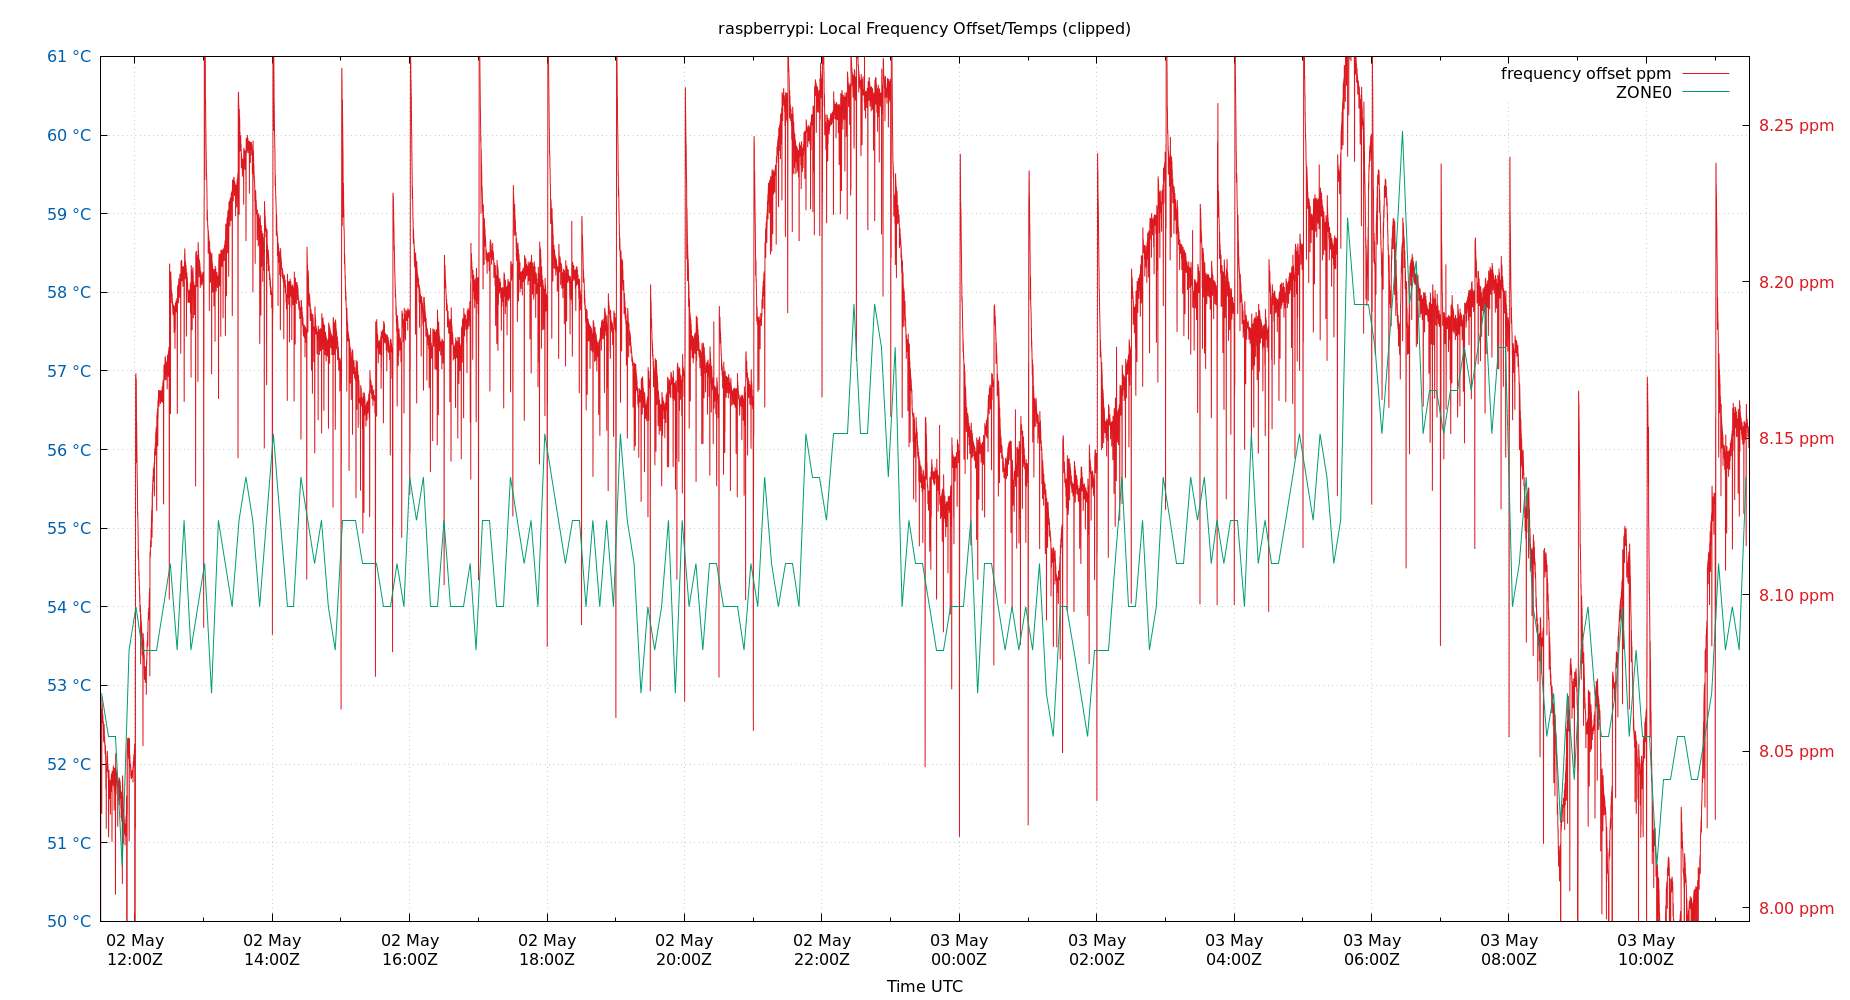 raspberrypi: Local Frequency Offset/Temps (clipped)
61 °C
60 °C
59 °C
58 °C
57 °C
56 °C
55 °C
54 °C
53 °C
52 °C
51 °C
50 °C
frequency offset ppm
ZONE0
8.25 ppm
8.20 ppm
8.15 ppm
8.10 ppm
8.05 ppm
8.00 ppm
02 May 02 May 02 May 02 May 02 May 02 May 03 May 03 May 03 May 03 May 03 May 03 May
12:00Z 14:00Z 16:00Z 18:00Z 20:00Z 22:00Z 00:00Z 02:00Z 04:00Z 06:00Z 08:00Z 10:00Z
Time UTC